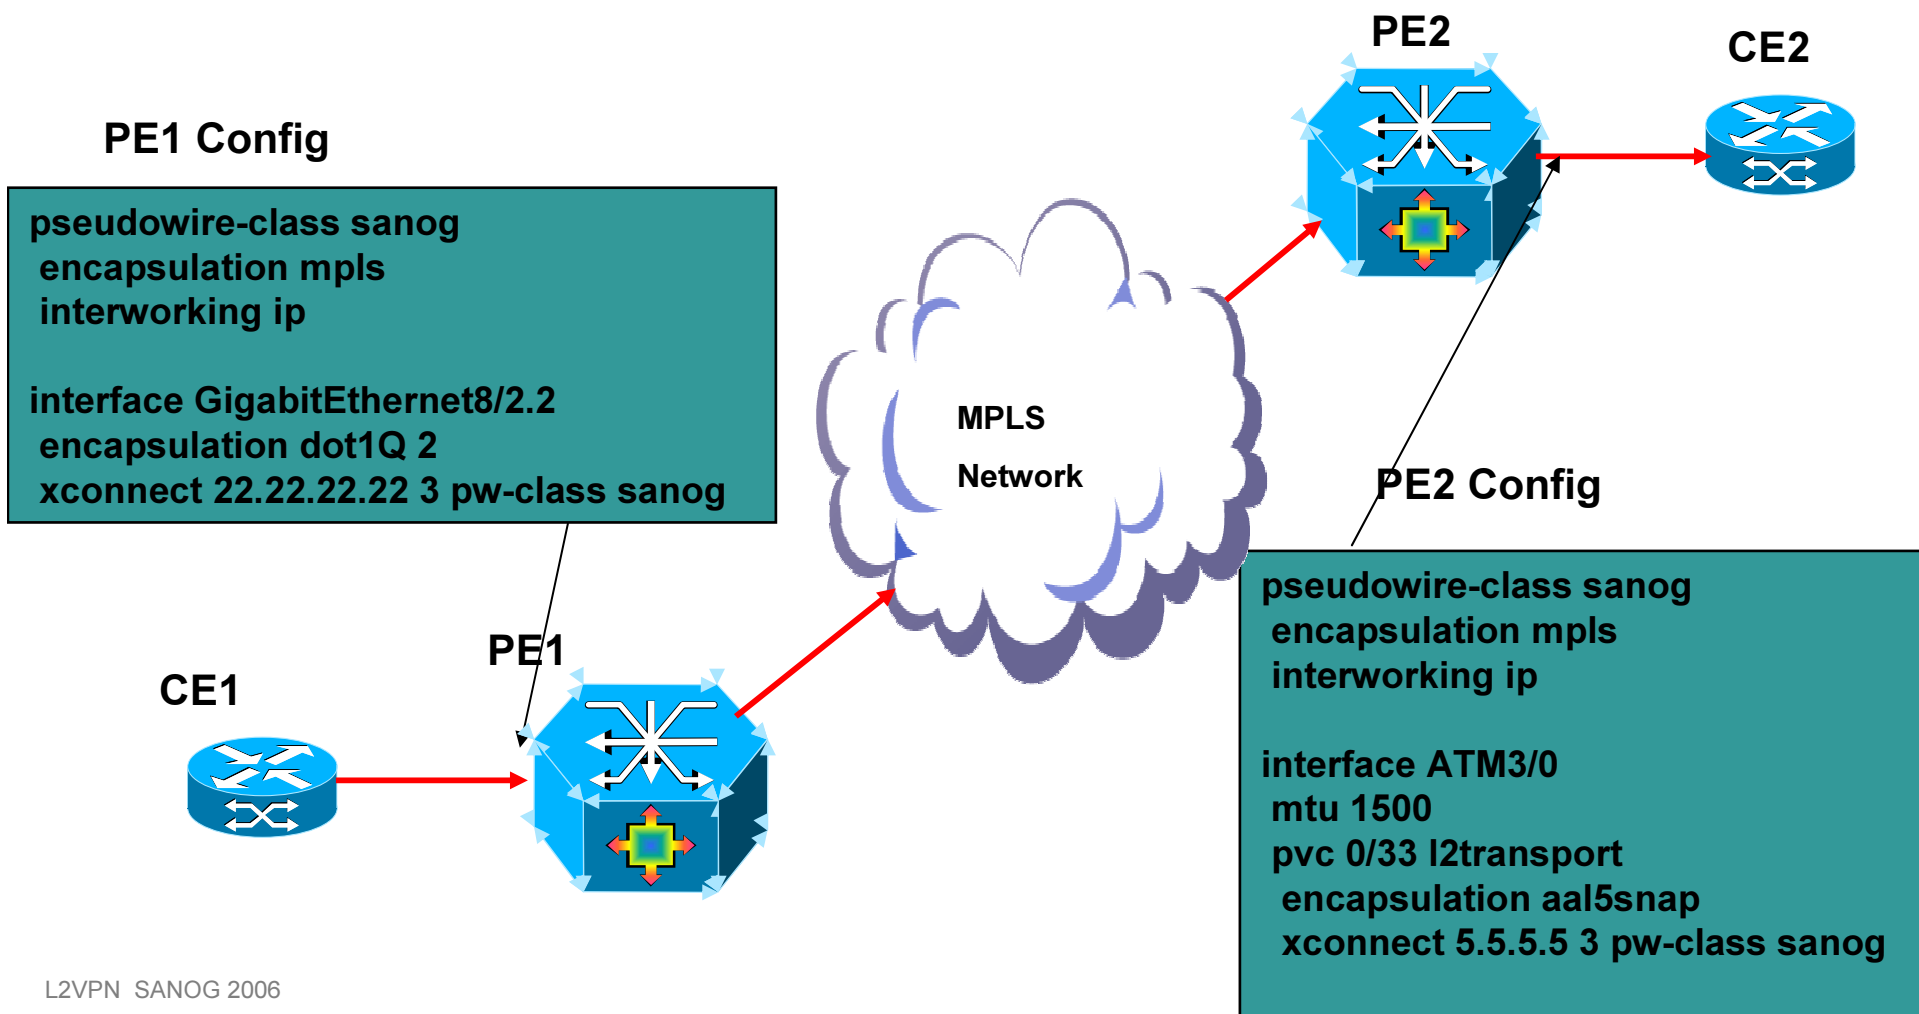 PE2
CE2
PE1 Config
pseudowire-class sanog
encapsulation mpls
interworking ip
interface GigabitEthernet8/2.2
encapsulation dot1Q 2
xconnect 22.22.22.22 3 pw-class sanog
MPLS
Network
PE2 Config
pseudowire-class sanog
encapsulation mpls
interworking ip
interface ATM3/0
mtu 1500
pvc 0/33 l2transport
encapsulation aal5snap
xconnect 5.5.5.5 3 pw-class sanog
PE1
CE1
L2VPN SANOG 2006